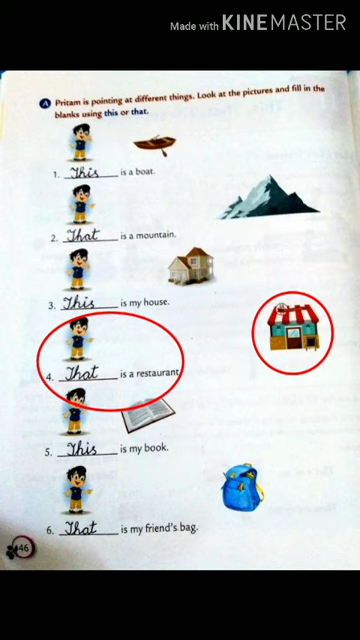 Made with KINEMASTER
A Pritam is pointing at different things. Look at the pictures and fill in the
blanks using this or that.
1. This is a boat.
2. That is a mountain.
3. This is my house.
4. That is a restaurant
5. This is my book.
6. That is my friend's bag.
46